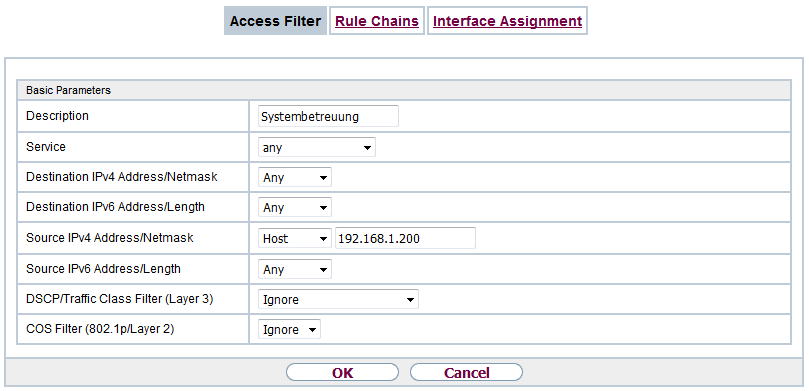 Access Filter Rule Chains Interface Assignment
Basic Parameters
Description Systembetreuung
Service any
Destination IPv4 Address/Netmask Any
Destination IPv6 Address/Length Any
Source IPv4 Address/Netmask Host 192.168.1.200
Source IPv6 Address/Length Any
DSCP/Traffic Class Filter (Layer 3) Ignore
COS Filter (802.1p/Layer 2) Ignore
OK Cancel